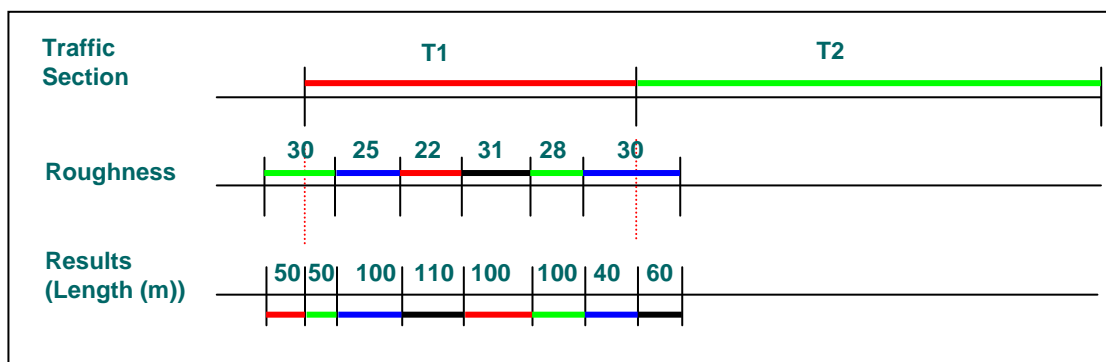 Traffic
Section
T1
T2
Roughness
30 25 22 31 28 30
Results
(Length (m))
50 50 100 110 100 100 40 60